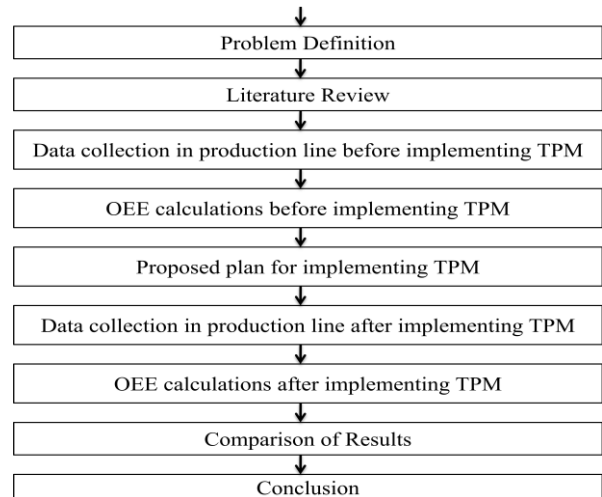 Problem Definition
Literature Review
Data collection in production line before implementing TPM
OEE calculations before implementing TPM
Proposed plan for implementing TPM
Data collection in production line after implementing TPM
OEE calculations after implementing TPM
Comparison of Results
Conclusion